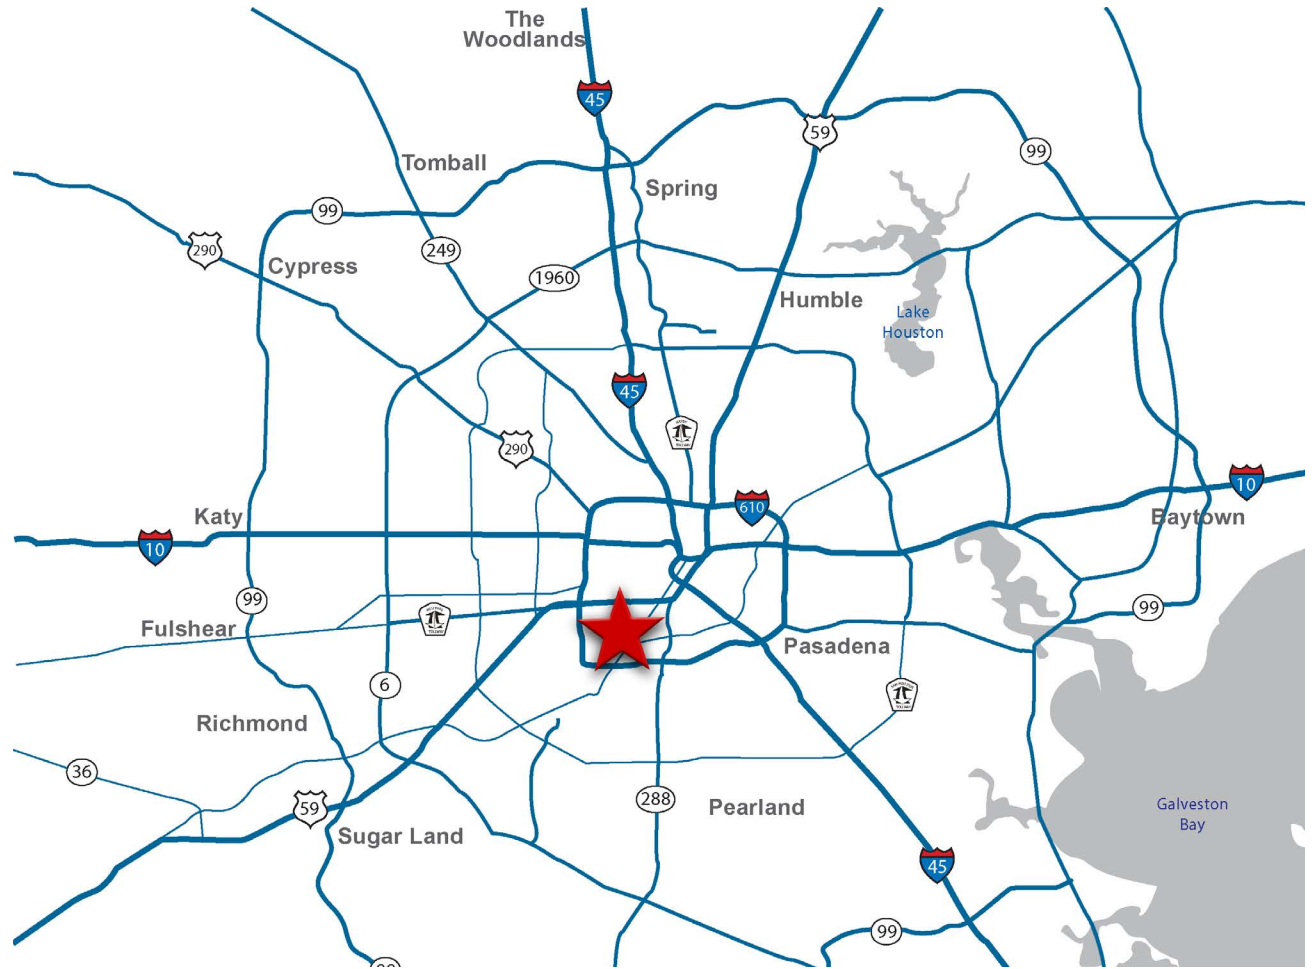 The
Woodlands
45
59
99
Tomball
Spring
99
290
249
Cypress
1960
Humble
Lake
Houston
45
290
610
10
Katy
Baytown
10
99
99
Fulshear
Pasadena
6
Richmond
36
59
288
Pearland
Galveston
Bay
Sugar Land
45
99